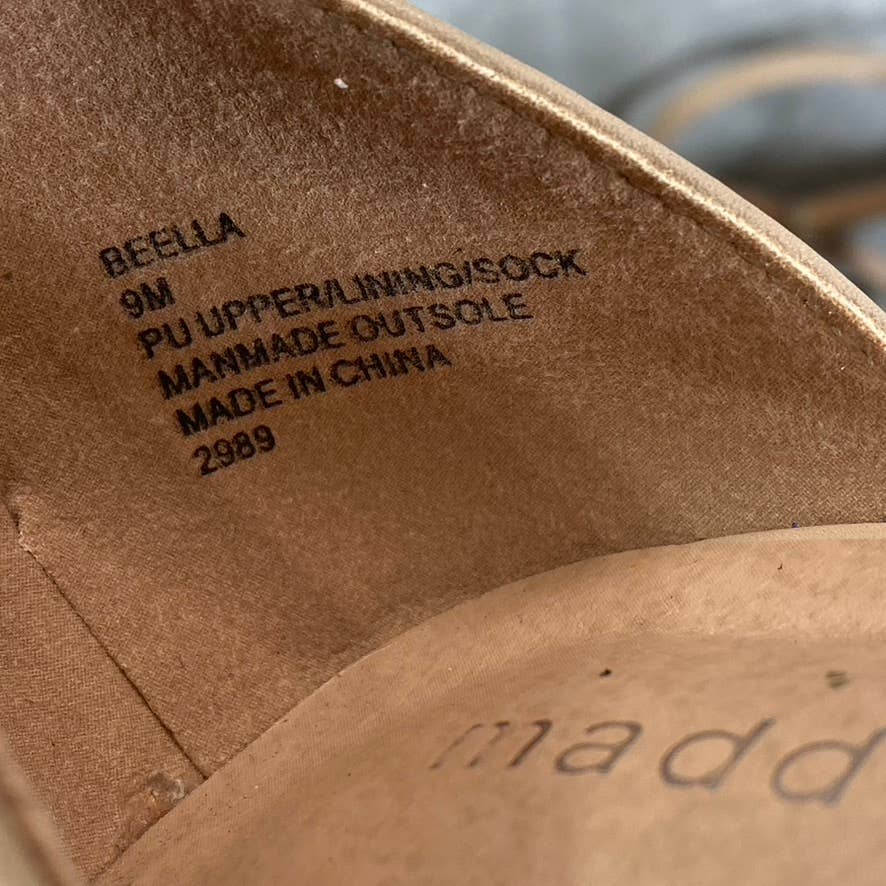 BEELLA
9M
PU UPPER/LINING/SOCK
MANMADE OUTSOLE
MADE IN CHINA
2989
madd